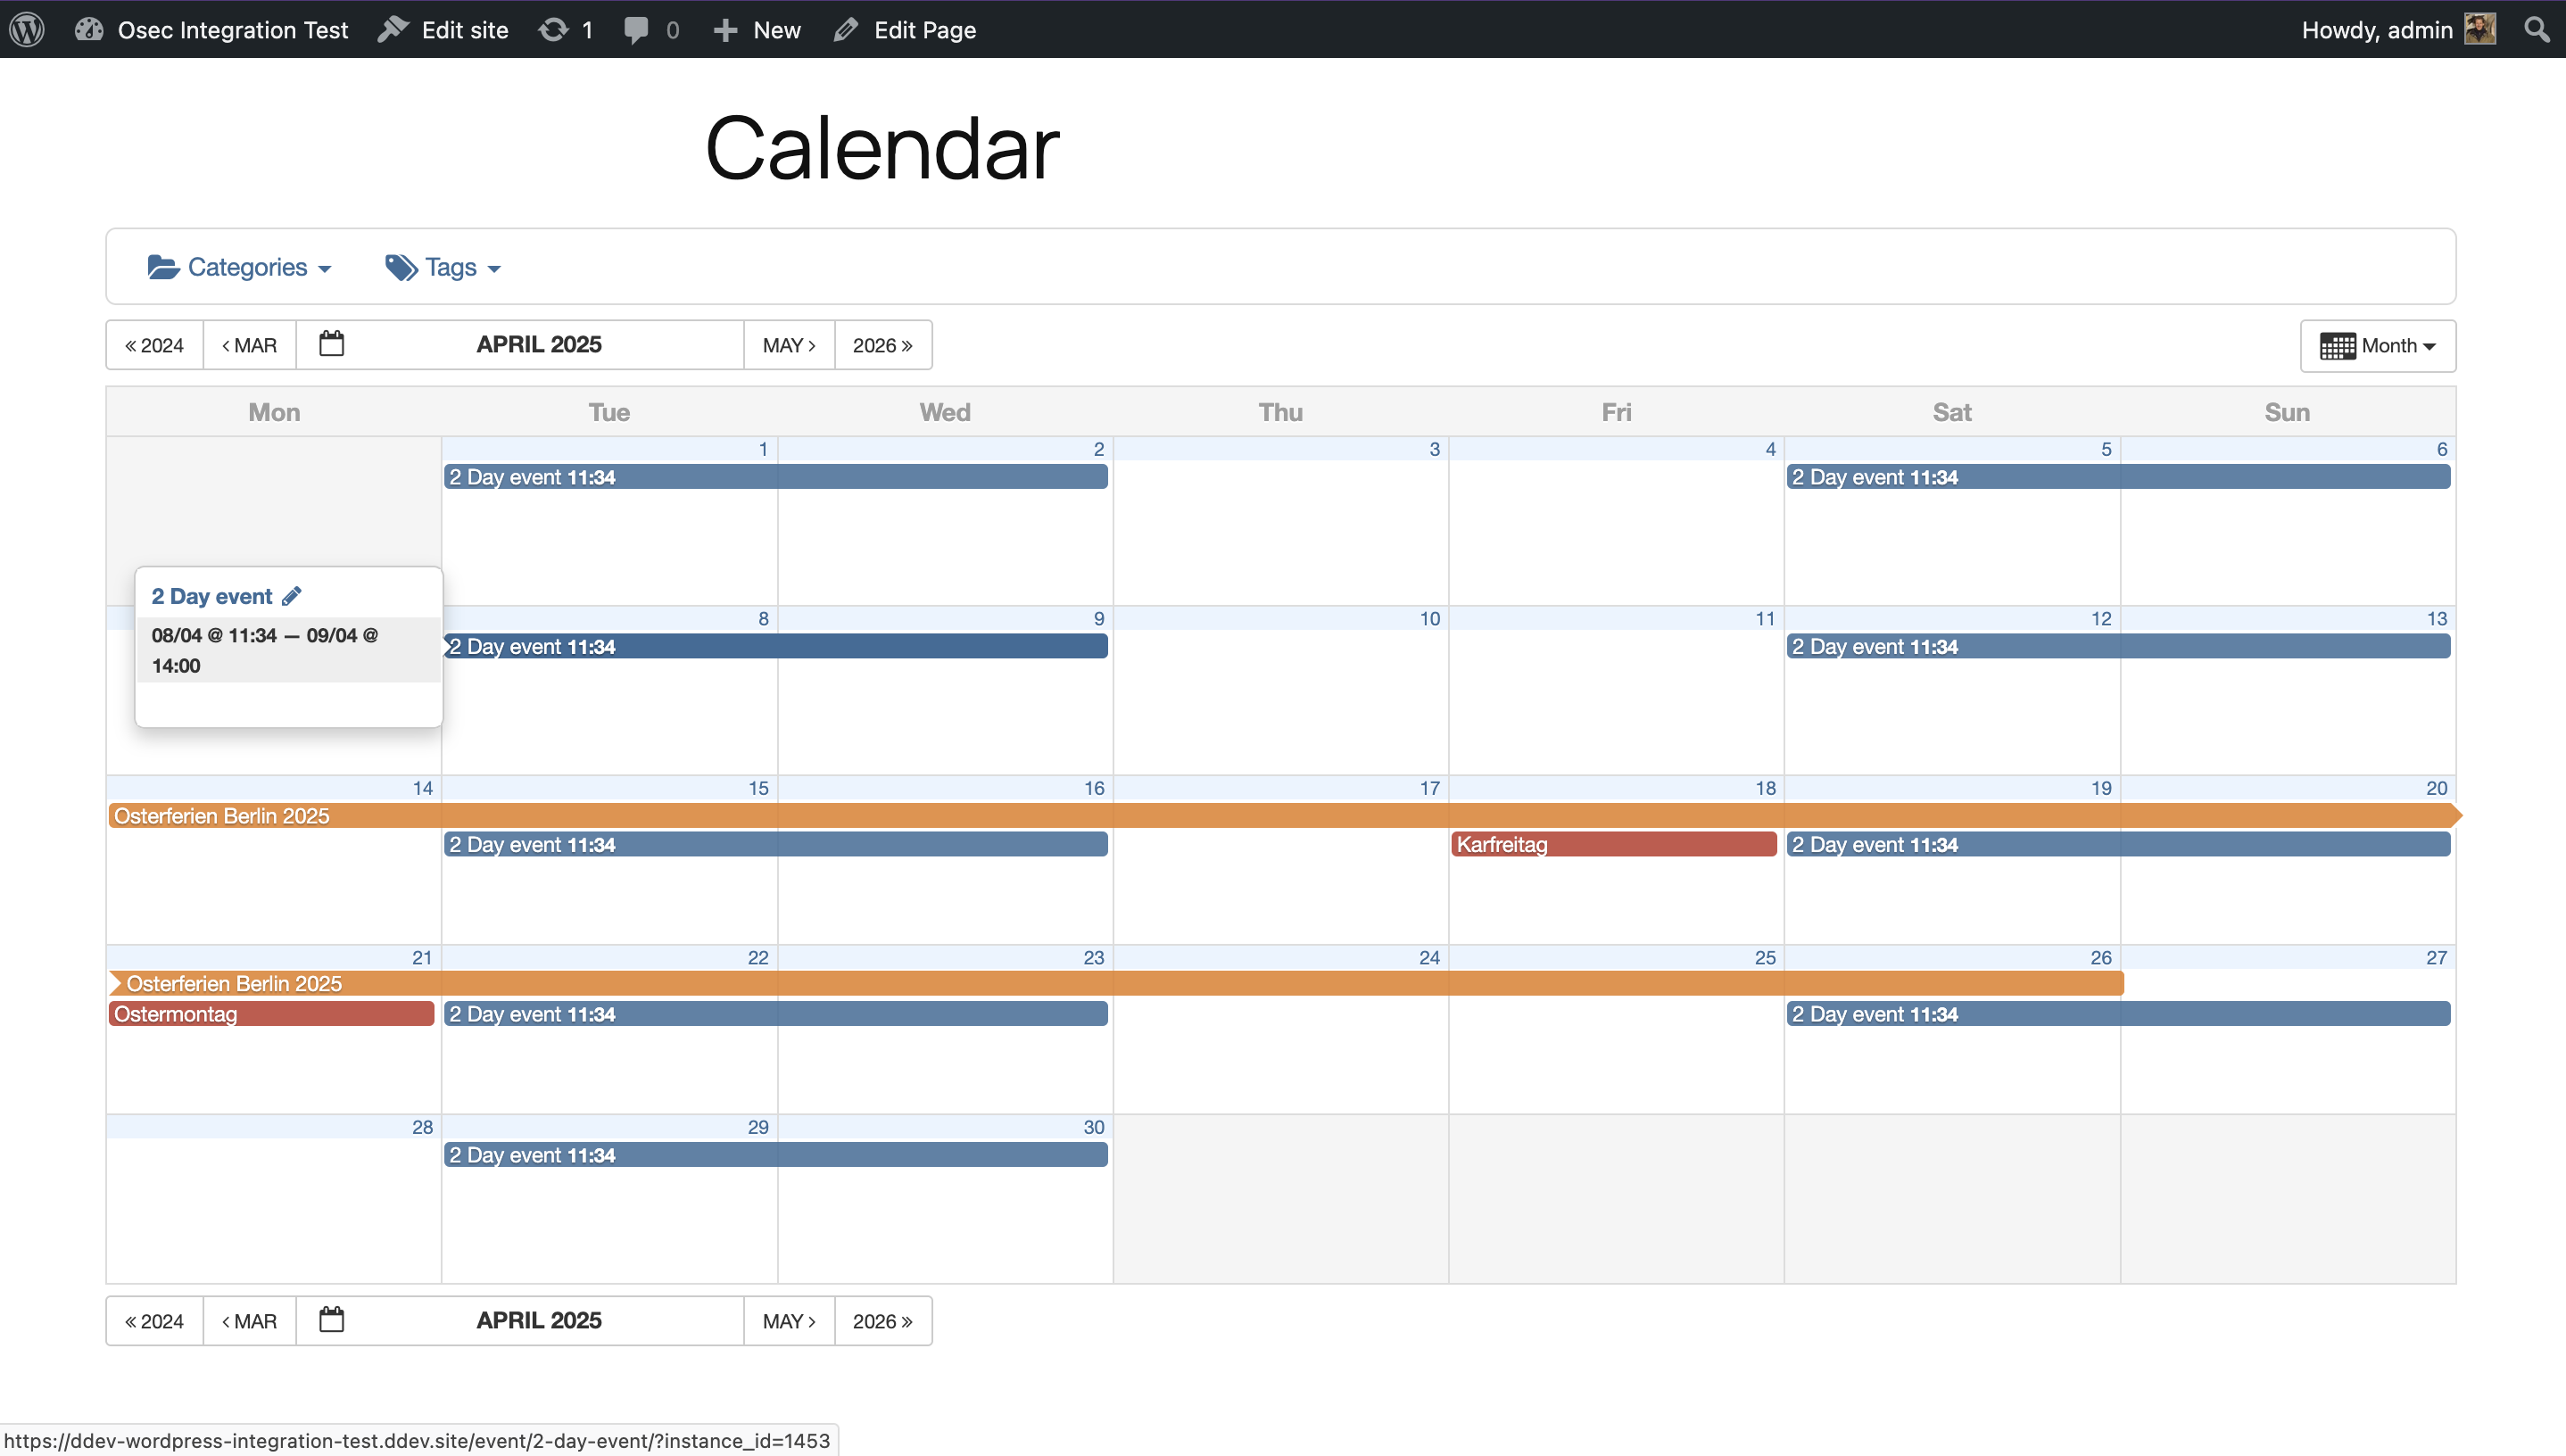 Osec Integration Test Edit site 1 0 New Edit Page Howdy, admin
Calendar
Categories Tags
« 2024 ‹ MAR APRIL 2025 MAY › 2026 » Month
Mon Tue Wed Thu Fri Sat Sun
1 2 3 4 5 6
2 Day event 11:34 2 Day event 11:34
2 Day event
08/04 @ 11:34 — 09/04 @
14:00
8 9 10 11 12 13
2 Day event 11:34 2 Day event 11:34
14 15 16 17 18 19 20
Osterferien Berlin 2025
2 Day event 11:34 Karfreitag 2 Day event 11:34
21 22 23 24 25 26 27
Osterferien Berlin 2025
Ostermontag 2 Day event 11:34 2 Day event 11:34
28 29 30
2 Day event 11:34
« 2024 ‹ MAR APRIL 2025 MAY › 2026 »
https://ddev-wordpress-integration-test.ddev.site/event/2-day-event/?instance_id=1453